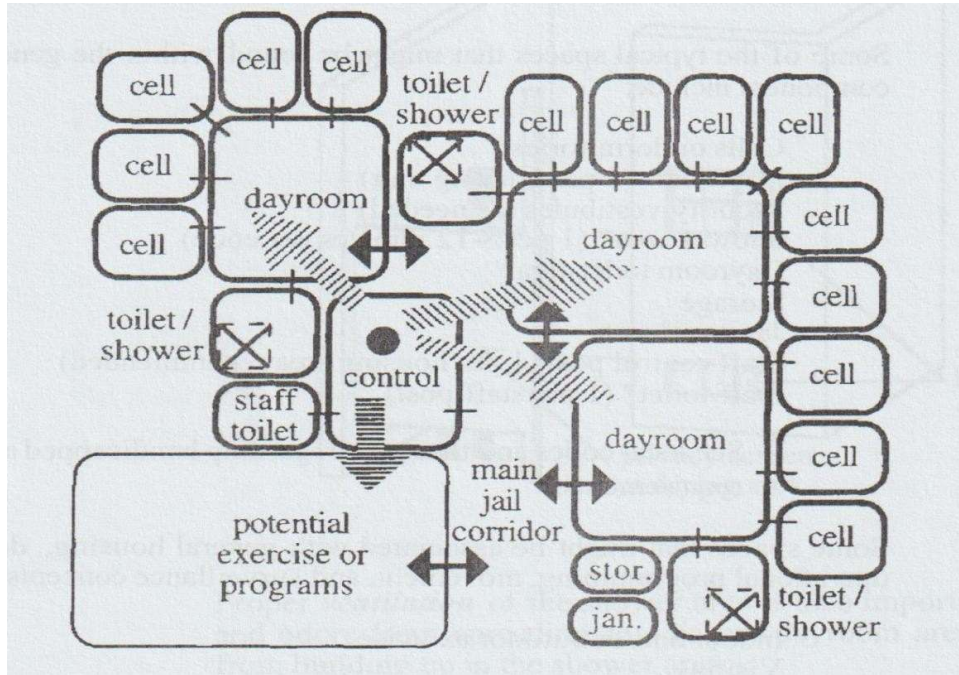 cell
cell
cell
toilet /
shower
cell
cell
cell
cell
cell
cell
dayroom
cell
dayroom
cell
cell
toilet /
shower
control
cell
staff
toilet
dayroom
cell
main
jail
corridor
potential
exercise or
programs
cell
stor.
jan.
toilet /
shower